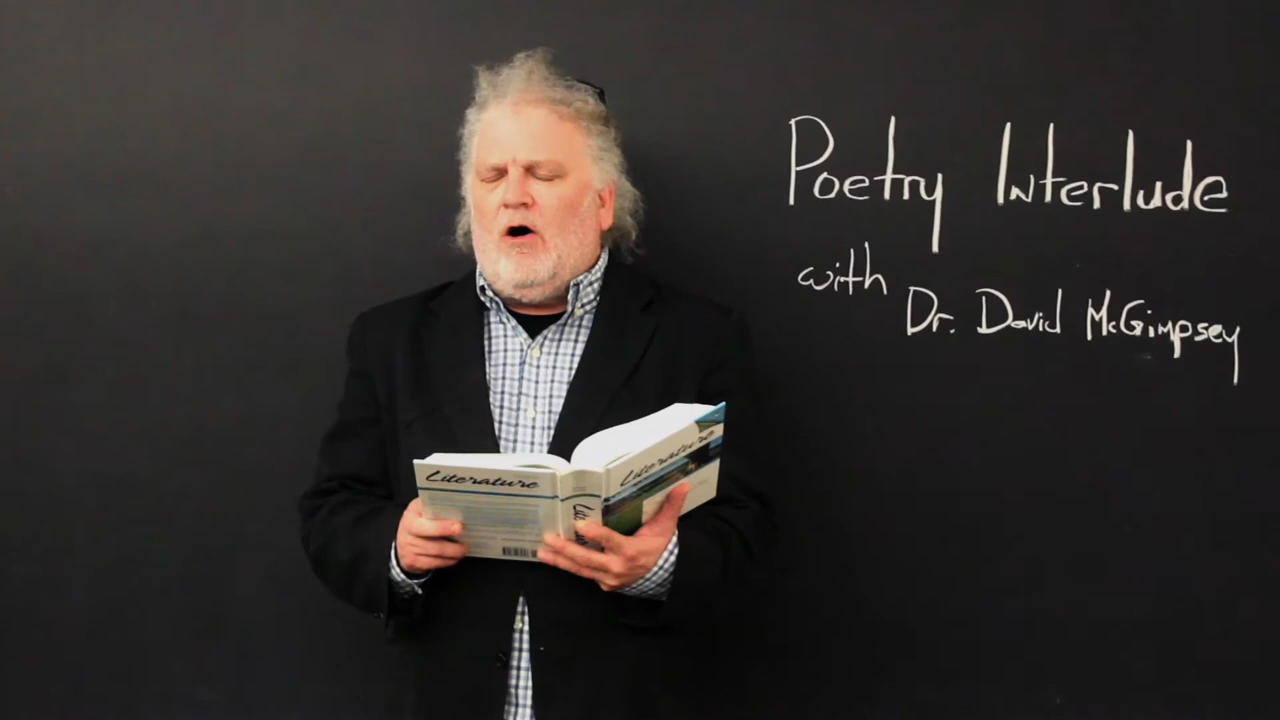 Poetry Interlude
with
Dr. David McGimpsey
Literature
Literature